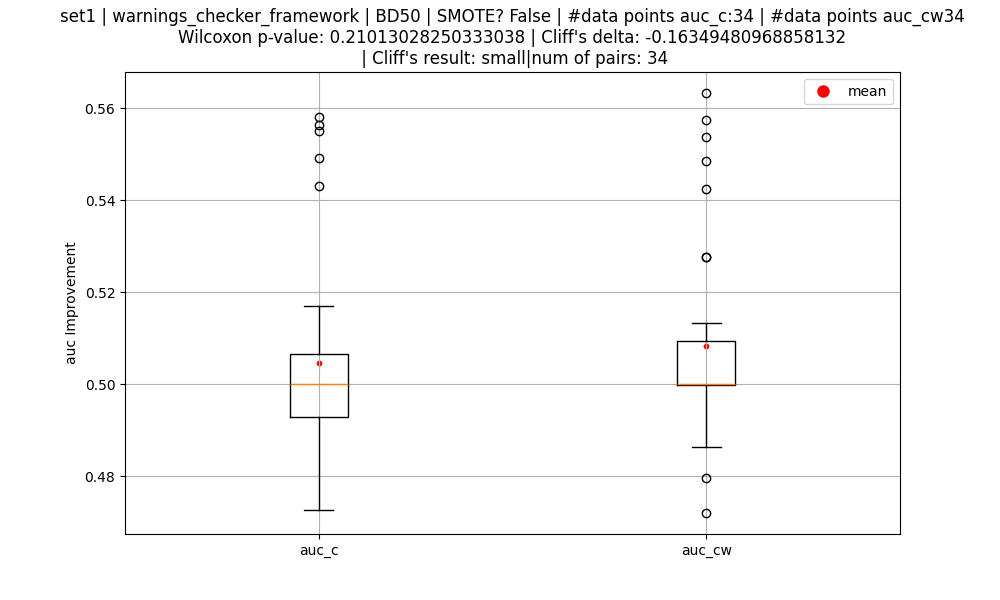 set1 | warnings_checker_framework | BD50 | SMOTE? False | #data points auc_c:34 | #data points auc_cw34
Wilcoxon p-value: 0.21013028250333038 | Cliff's delta: -0.16349480968858132
| Cliff's result: small|num of pairs: 34
mean
0.56
0.54
0.52
0.50
0.48
auc Improvement
auc_c
auc_cw